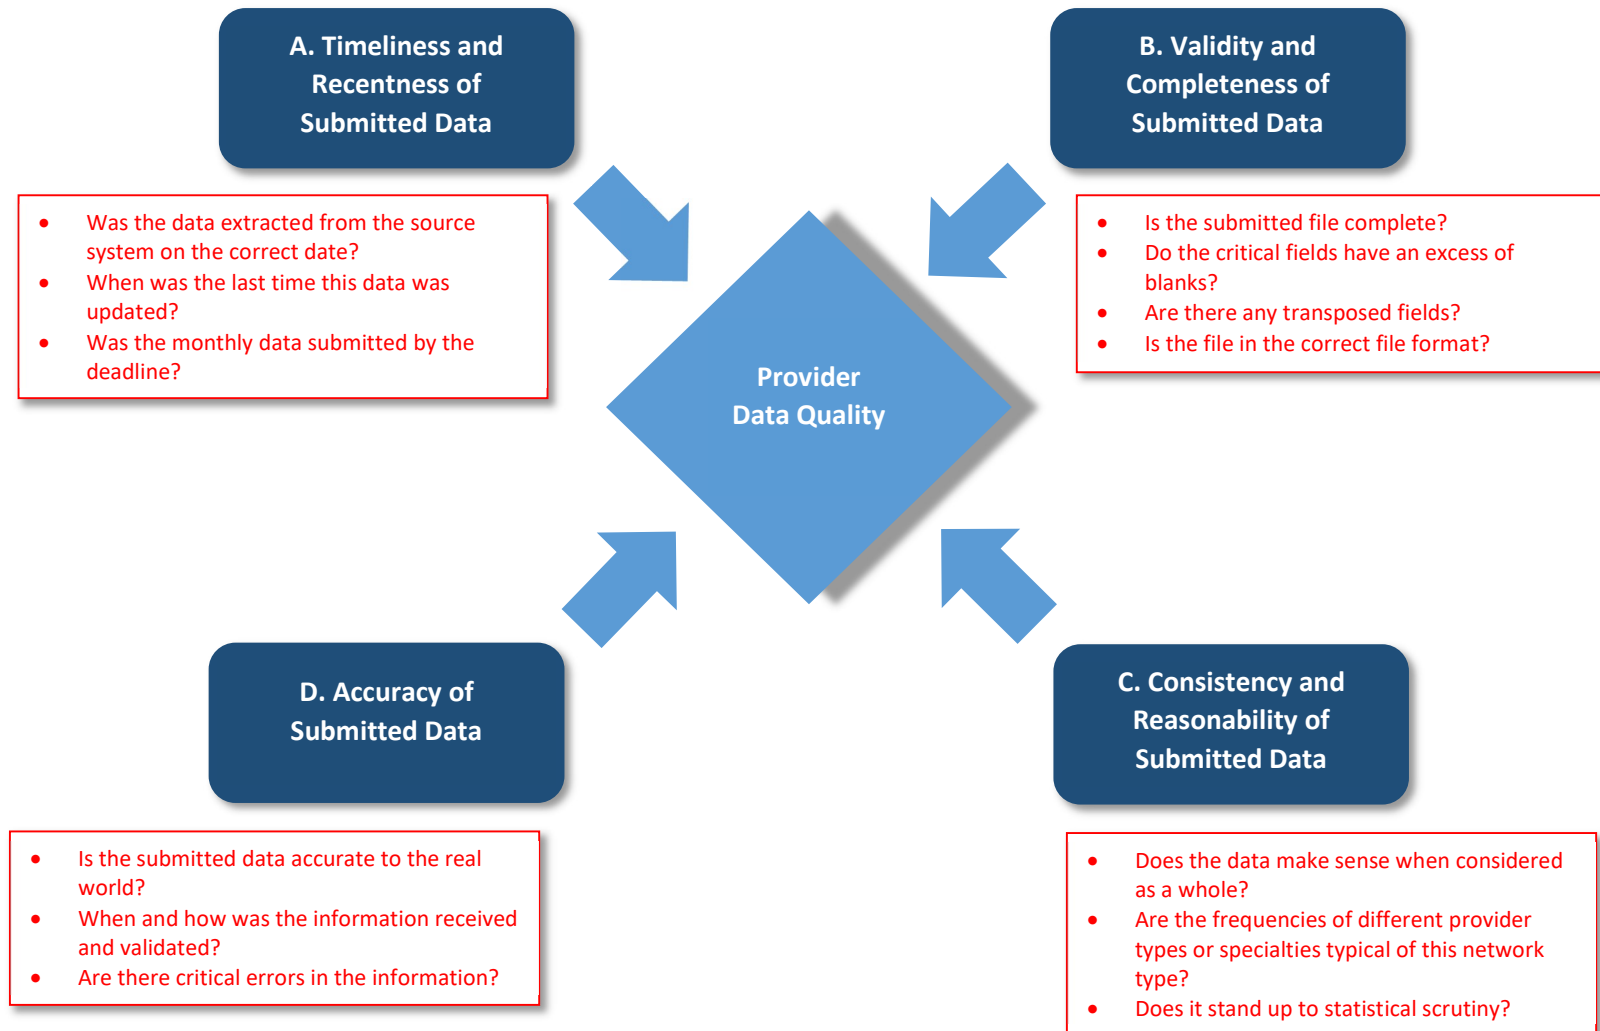 A. Timeliness and
Recentness of
Submitted Data
B. Validity and
Completeness of
Submitted Data
• Was the data extracted from the source
system on the correct date?
• When was the last time this data was
updated?
• Was the monthly data submitted by the
deadline?
• Is the submitted file complete?
• Do the critical fields have an excess of
blanks?
• Are there any transposed fields?
• Is the file in the correct file format?
Provider
Data Quality
D. Accuracy of
Submitted Data
C. Consistency and
Reasonability of
Submitted Data
• Is the submitted data accurate to the real
world?
• When and how was the information received
and validated?
• Are there critical errors in the information?
• Does the data make sense when considered
as a whole?
• Are the frequencies of different provider
types or specialties typical of this network
type?
• Does it stand up to statistical scrutiny?